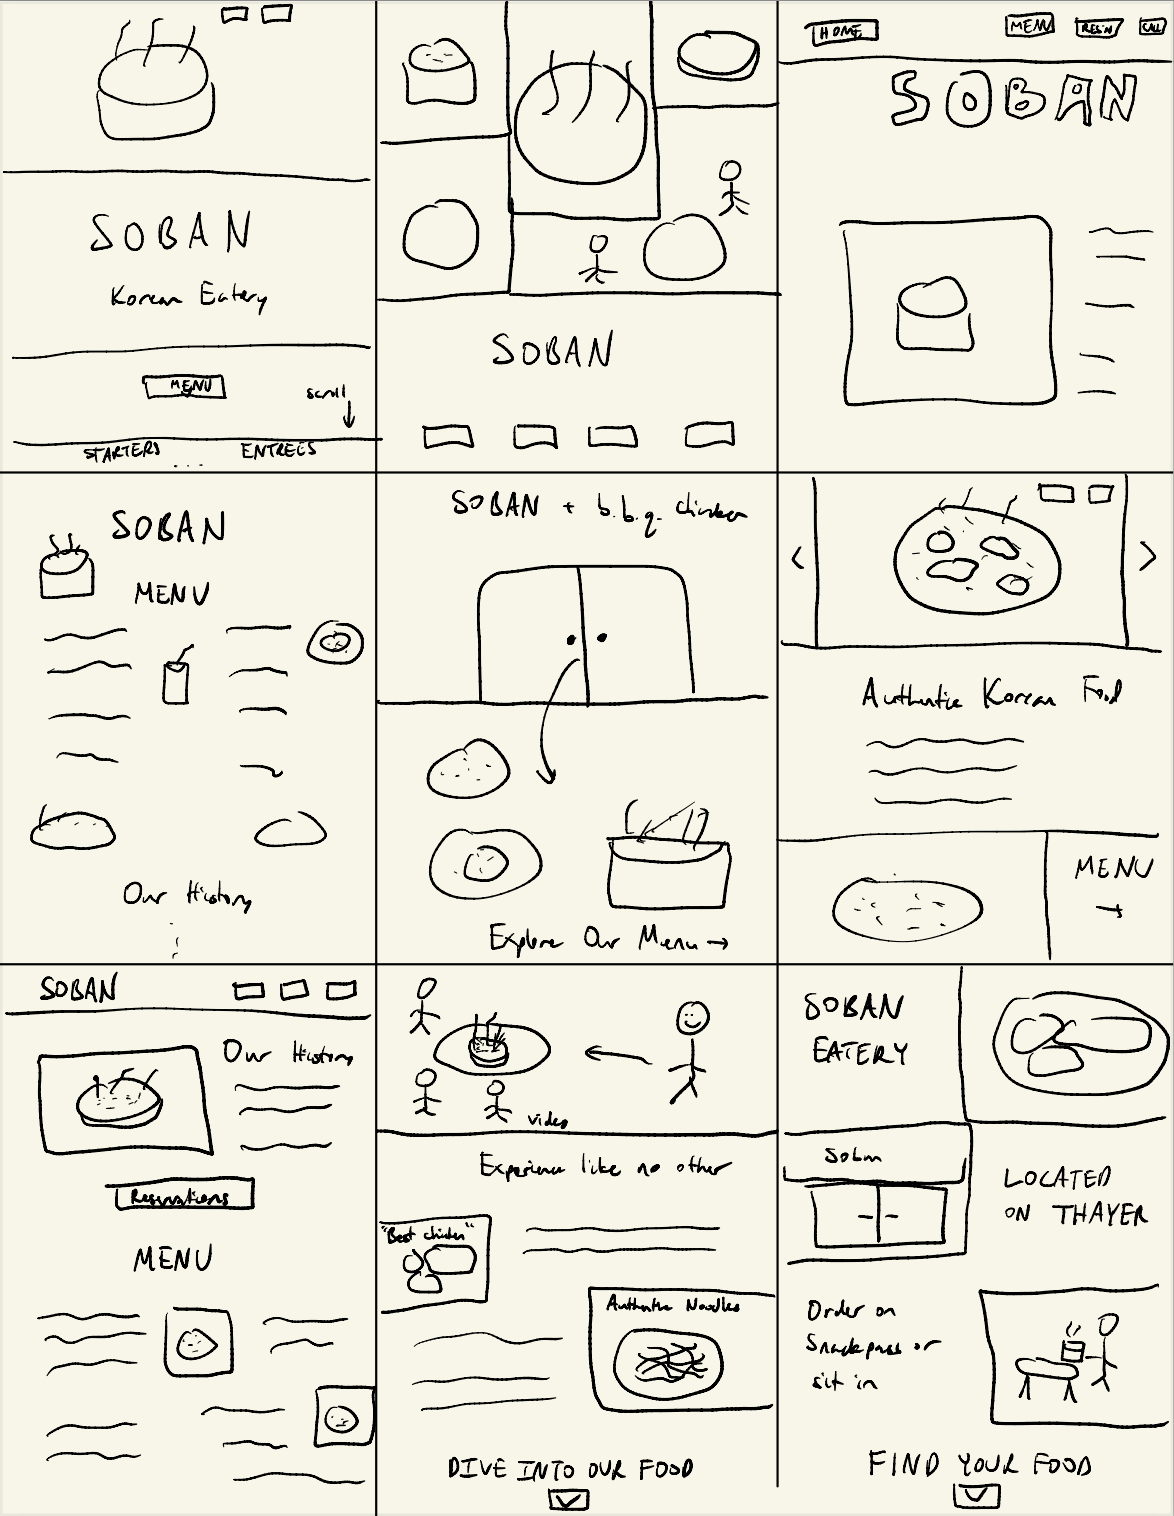 SOBAN
Korean Eatery
MENU
scroll
STARTERS ... ENTREES
SOBAN
HOME MENU CALL
SOBAN
SOBAN
MENU
Our History
SOBAN + b.b.q. chicken
Explore Our Menu →
< >
Authentic Korean Food
MENU
→
SOBAN
Our History
Reservations
MENU
video
Experience like no other
"Best chicken"
Authentic Noodles
DIVE INTO OUR FOOD
SOBAN
EATERY
Soban
LOCATED
ON THAYER
Order on
Snackpass or
sit in
FIND YOUR FOOD